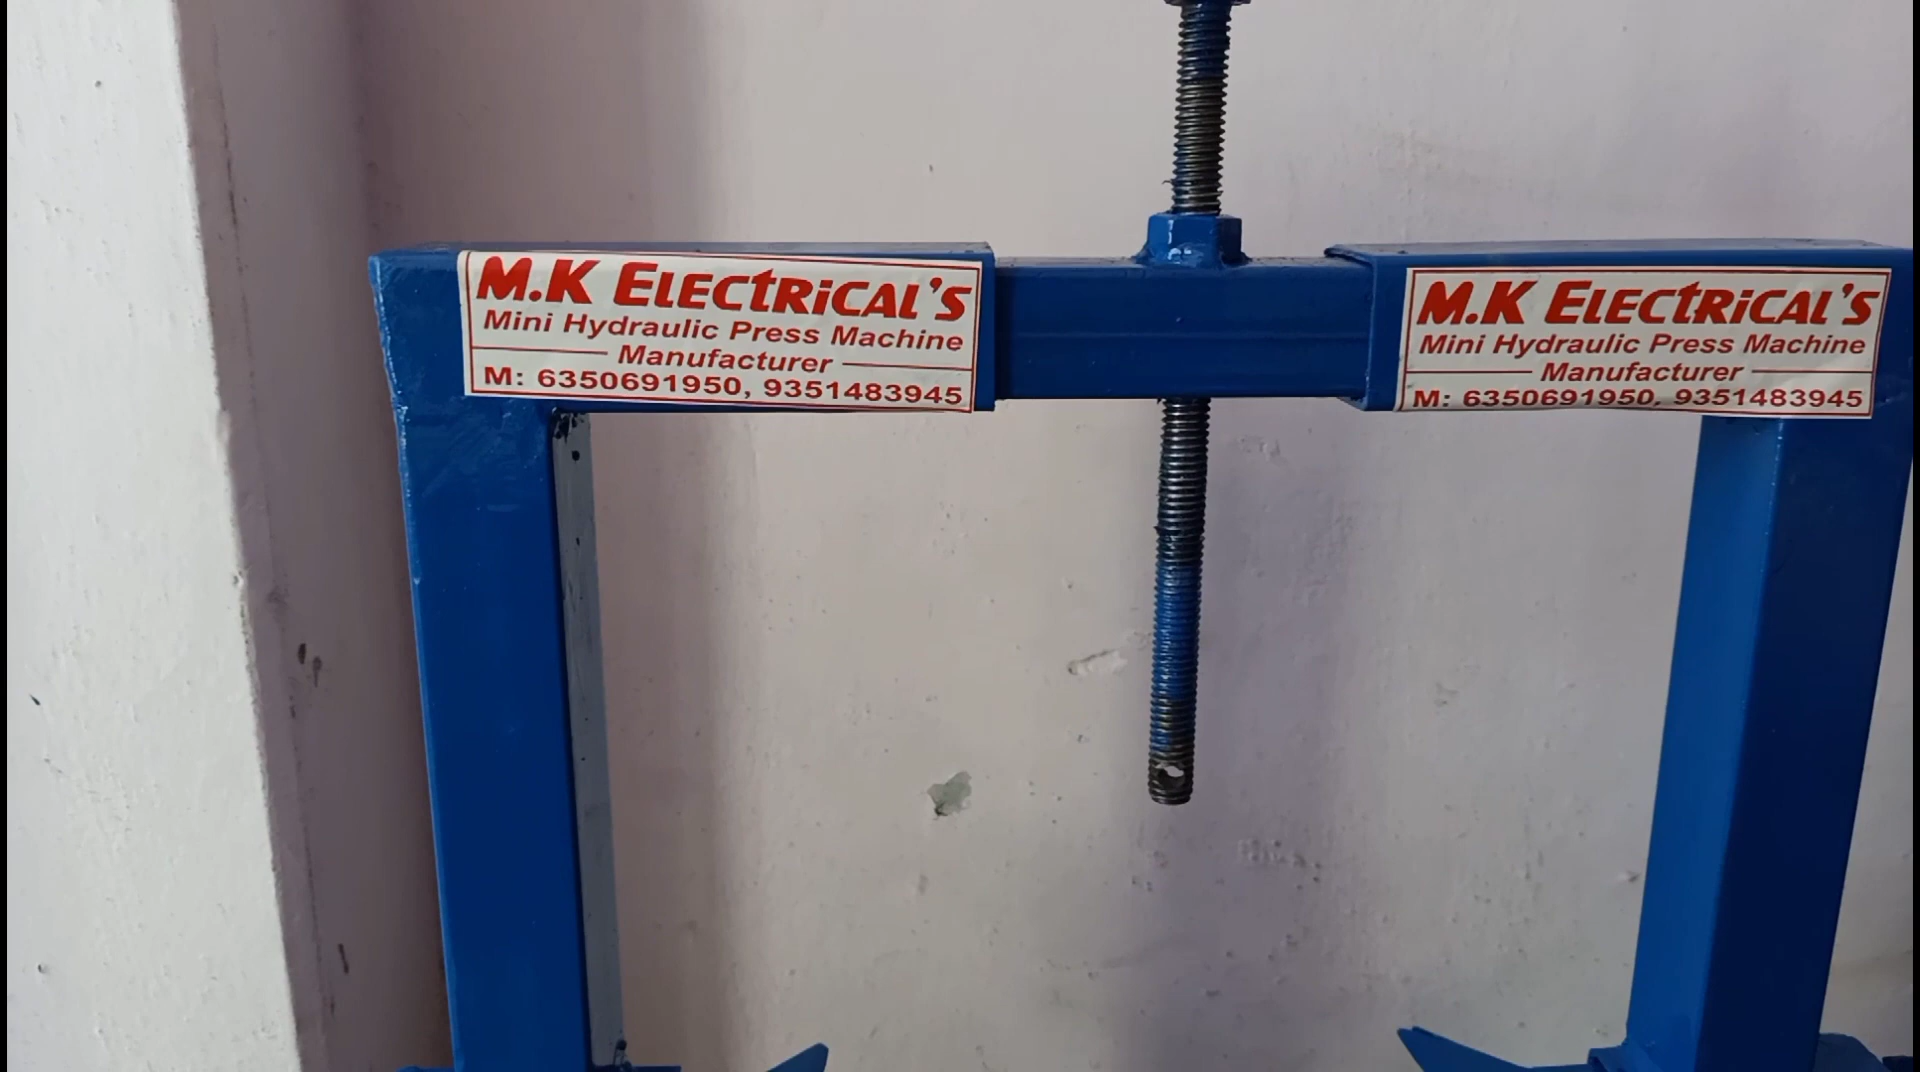 M.K ELECtRiCAL'S
Mini Hydraulic Press Machine
Manufacturer
M: 6350691950, 9351483945
M.K ELECtRiCAL'S
Mini Hydraulic Press Machine
Manufacturer
M: 6350691950, 9351483945